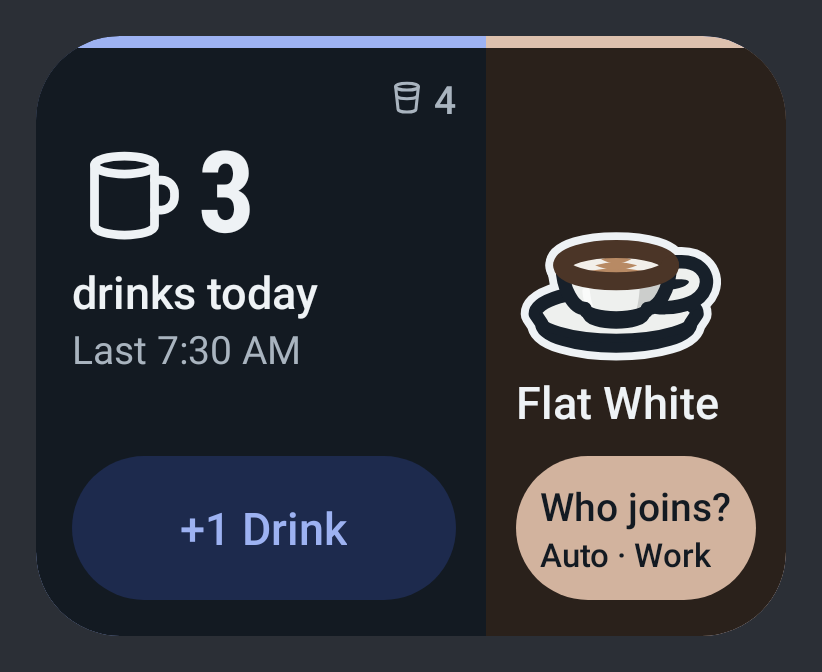 4
3
drinks today
Last 7:30 AM
+1 Drink
Flat White
Who joins?
Auto · Work